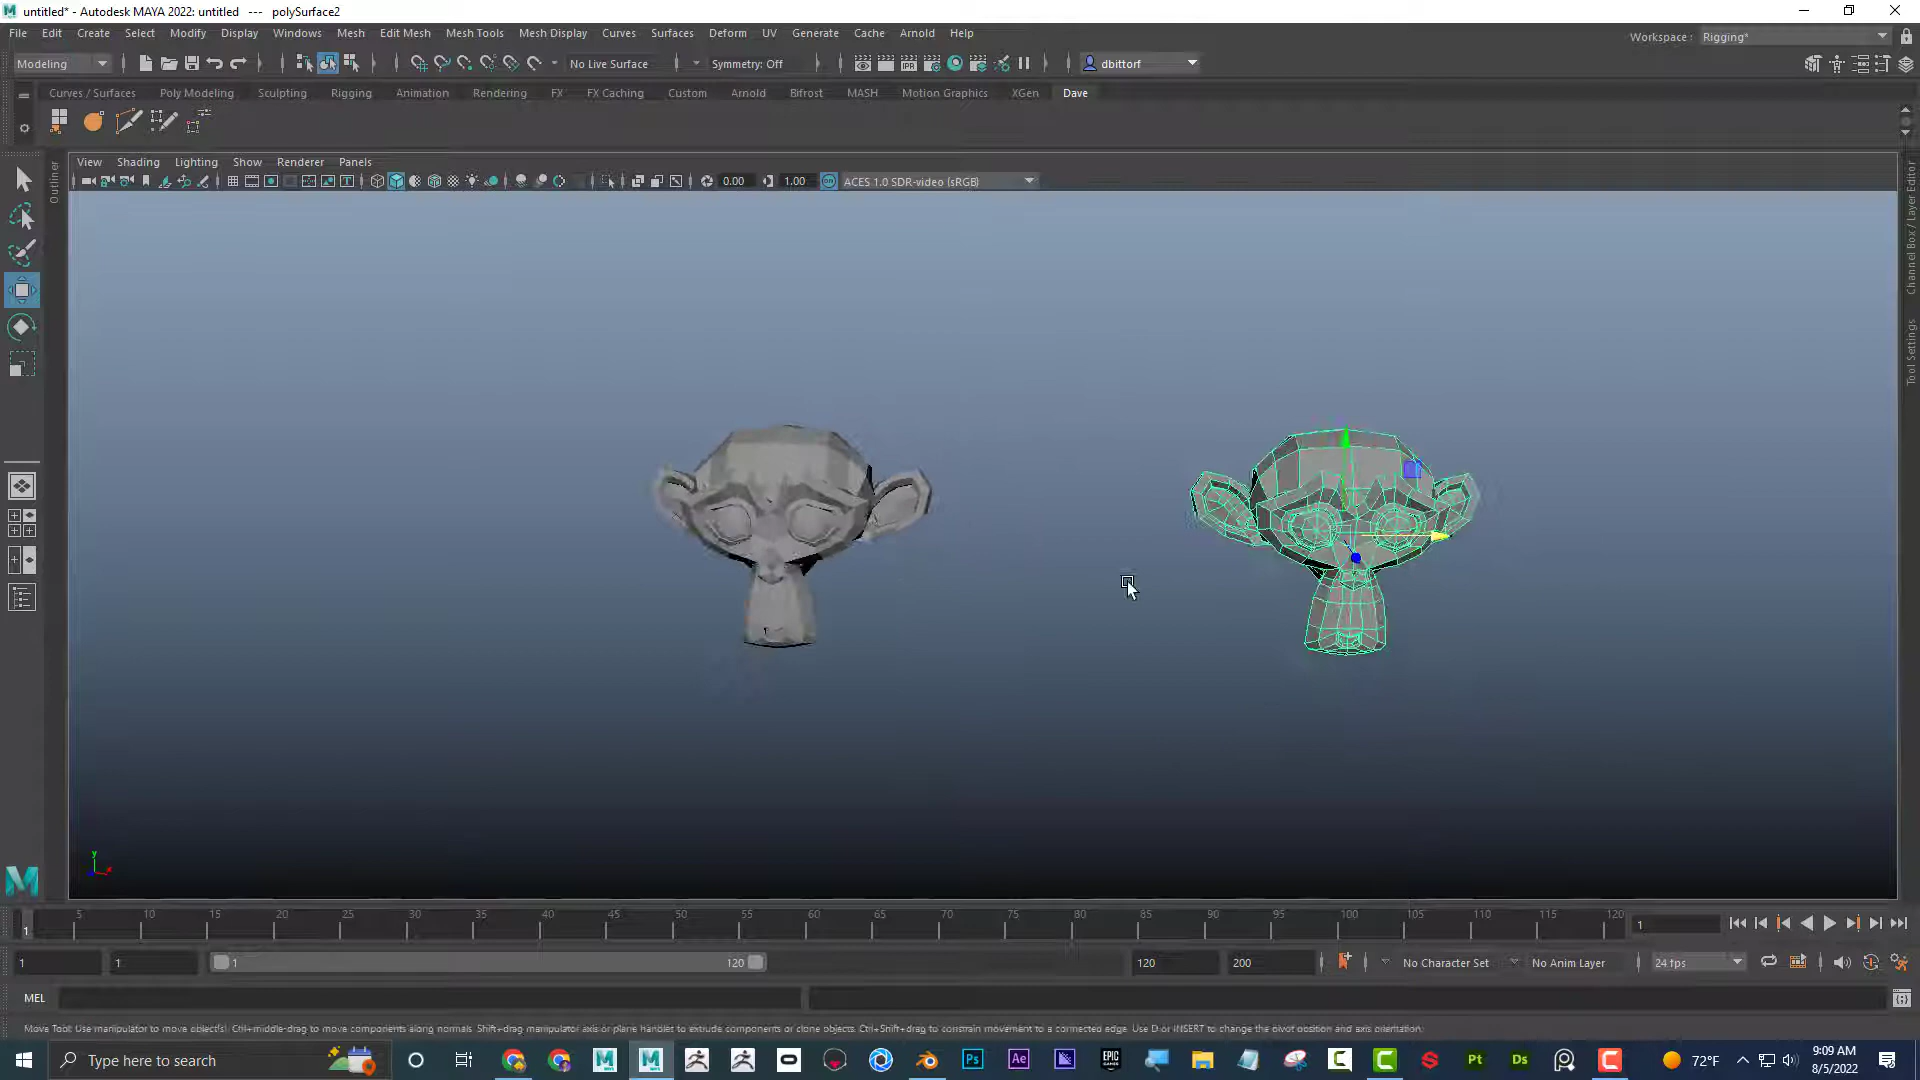 untitled* - Autodesk MAYA 2022: untitled --- polySurface2
File Edit Create Select Modify Display Windows Mesh Edit Mesh Mesh Tools Mesh Display Curves Surfaces Deform UV Generate Cache Arnold Help
Workspace : Rigging*
Modeling No Live Surface Symmetry: Off dbittorf
Curves / Surfaces Poly Modeling Sculpting Rigging Animation Rendering FX FX Caching Custom Arnold Bifrost MASH Motion Graphics XGen Dave
View Shading Lighting Show Renderer Panels
0.00 1.00 ACES 1.0 SDR-video (sRGB)
Outliner
Channel Box / Layer Editor
Tool Settings
y
5 10 15 20 25 30 35 40 45 50 55 60 65 70 75 80 85 90 95 100 105 110 115 120
1 1
1 1 1 120 120 200 No Character Set No Anim Layer 24 fps
MEL
Move Tool: Use manipulator to move object(s). Ctrl+middle-drag to move components along normals. Shift+drag manipulator axis or plane handles to extrude components or clone objects. Ctrl+Shift+drag to constrain movement to a connected edge. Use D or INSERT to change the pivot position and axis orientation.
Type here to search
Ps Ae EPIC GAMES Pt Ds
72°F
9:09 AM
8/5/2022